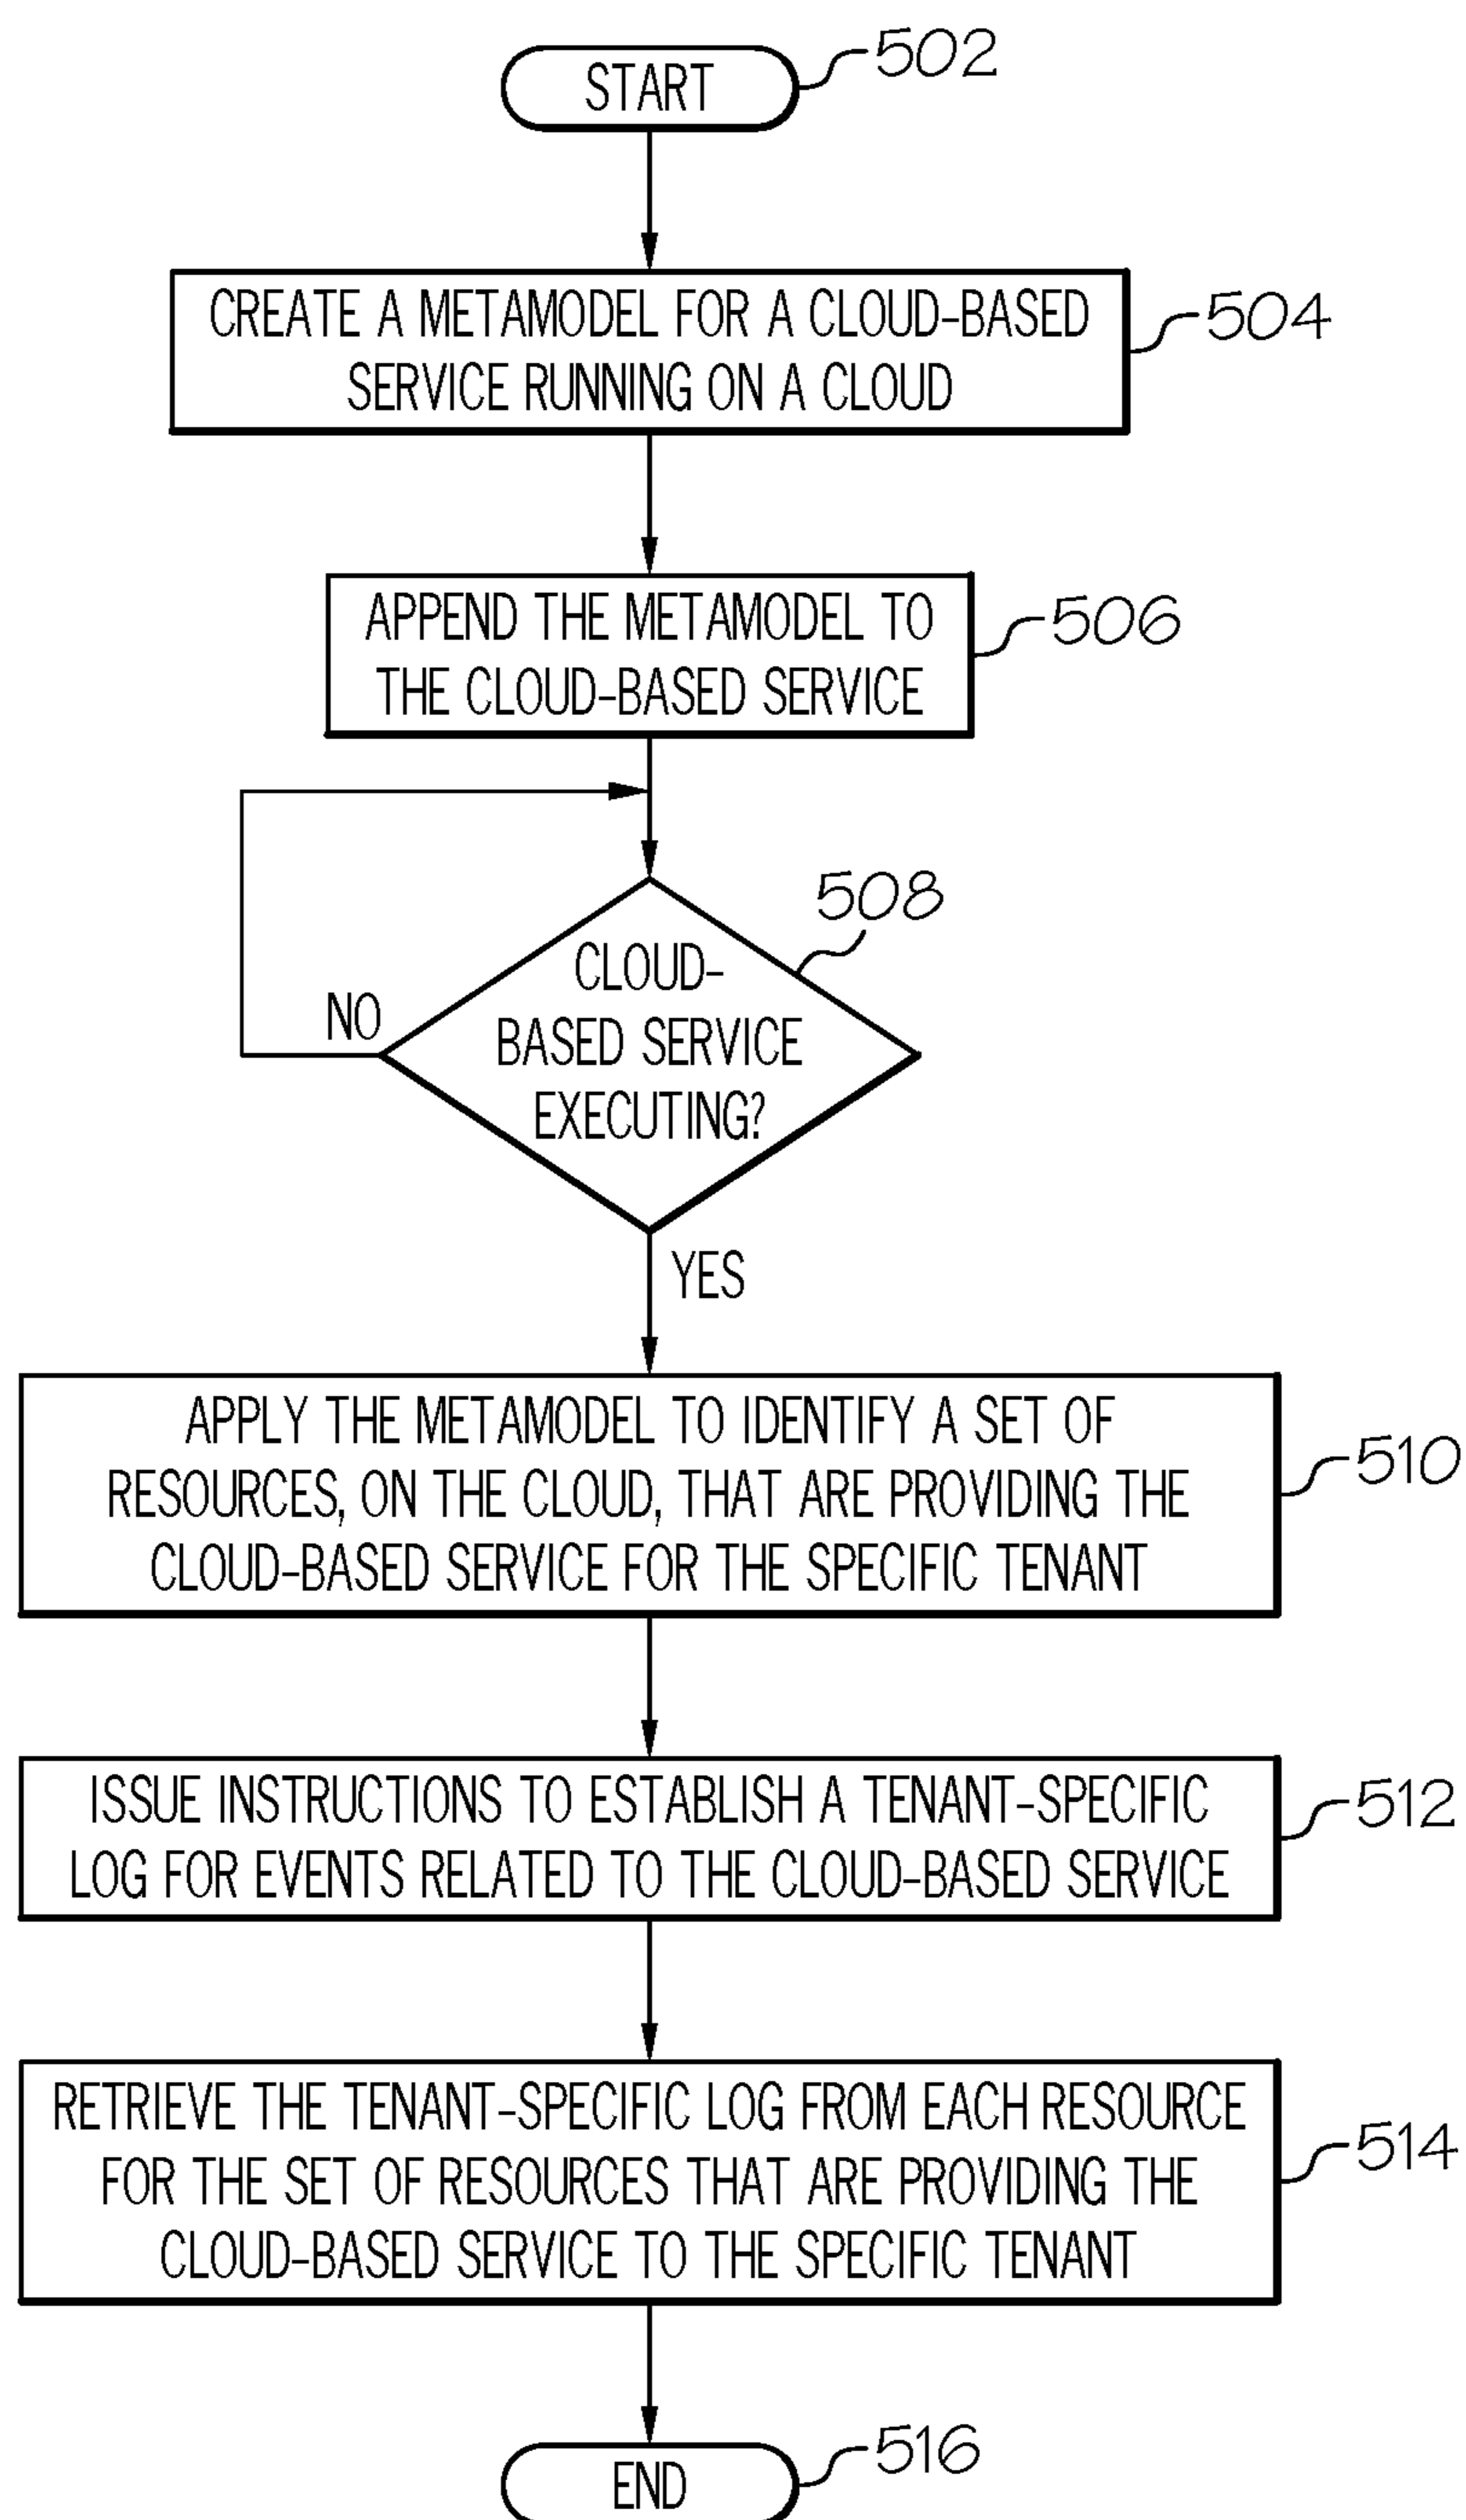 START
502
CREATE A METAMODEL FOR A CLOUD-BASED
SERVICE RUNNING ON A CLOUD
504
APPEND THE METAMODEL TO
THE CLOUD-BASED SERVICE
506
508
CLOUD-
BASED SERVICE
EXECUTING?
NO
YES
APPLY THE METAMODEL TO IDENTIFY A SET OF
RESOURCES, ON THE CLOUD, THAT ARE PROVIDING THE
CLOUD-BASED SERVICE FOR THE SPECIFIC TENANT
510
ISSUE INSTRUCTIONS TO ESTABLISH A TENANT-SPECIFIC
LOG FOR EVENTS RELATED TO THE CLOUD-BASED SERVICE
512
RETRIEVE THE TENANT-SPECIFIC LOG FROM EACH RESOURCE
FOR THE SET OF RESOURCES THAT ARE PROVIDING THE
CLOUD-BASED SERVICE TO THE SPECIFIC TENANT
514
END
516